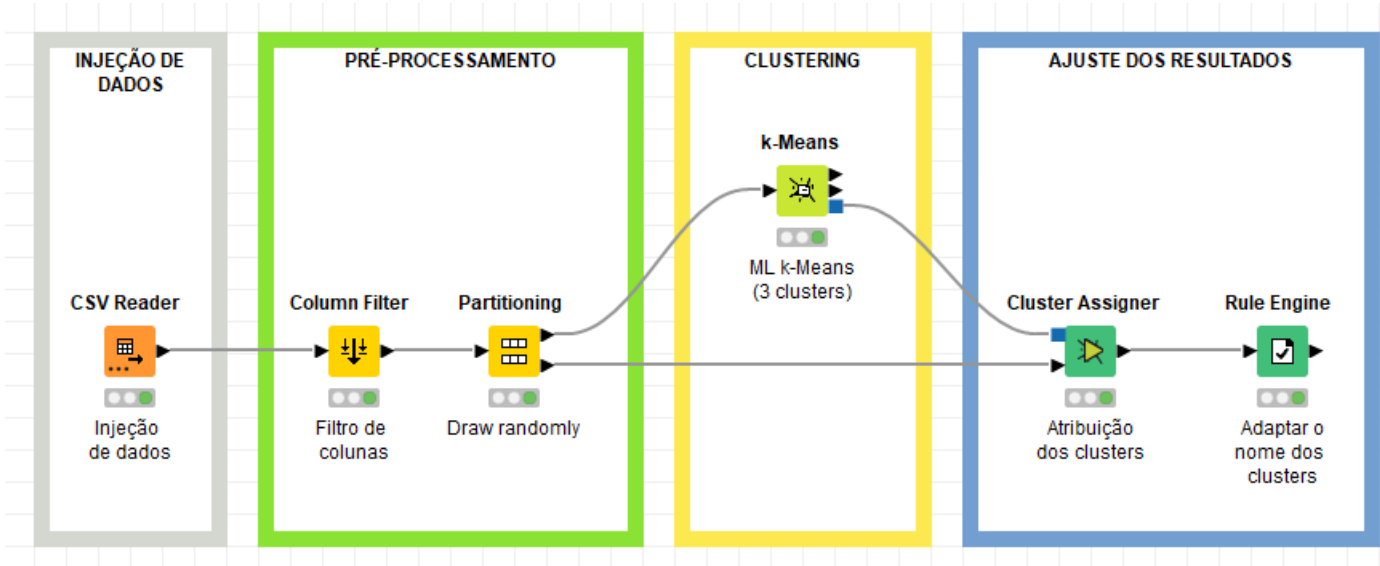 INJEÇÃO DE
DADOS
PRÉ-PROCESSAMENTO
CLUSTERING
AJUSTE DOS RESULTADOS
k-Means
ML k-Means
(3 clusters)
CSV Reader
Injeção
de dados
Column Filter
Filtro de
colunas
Partitioning
Draw randomly
Cluster Assigner
Atribuição
dos clusters
Rule Engine
Adaptar o
nome dos
clusters